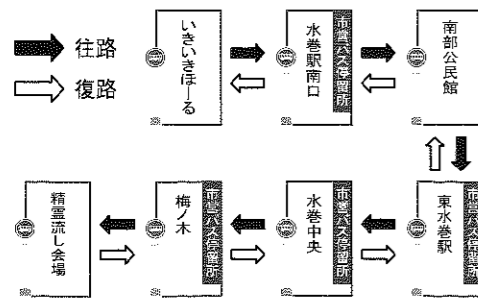 往路
復路
いきいきほーる
水巻駅南口
市営バス停留所
南部公民館
精霊流し会場
梅ノ木
市営バス停留所
水巻中央
市営バス停留所
東水巻駅
市営バス停留所